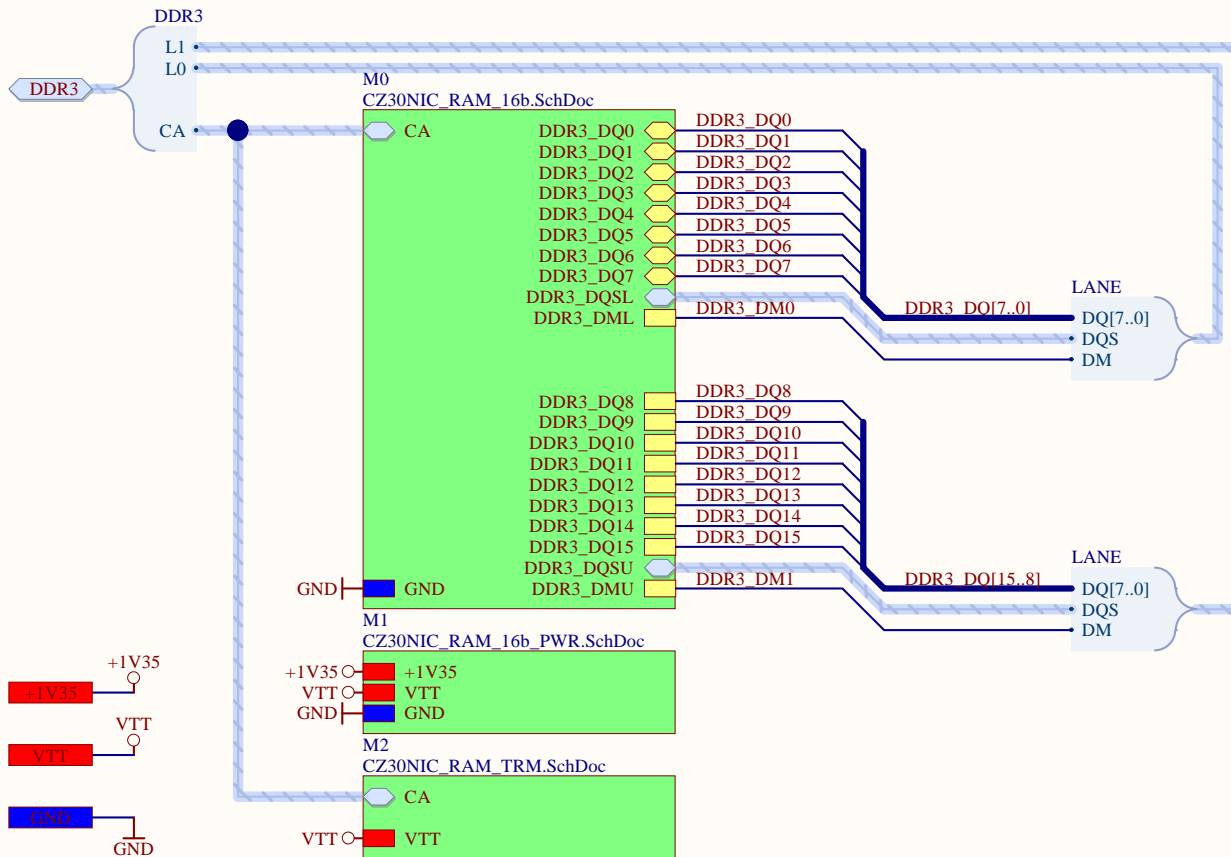 DDR3
L1
L0
DDR3
CA
M0
CZ30NIC_RAM_16b.SchDoc
CA
DDR3_DQ0 DDR3_DQ0
DDR3_DQ1 DDR3_DQ1
DDR3_DQ2 DDR3_DQ2
DDR3_DQ3 DDR3_DQ3
DDR3_DQ4 DDR3_DQ4
DDR3_DQ5 DDR3_DQ5
DDR3_DQ6 DDR3_DQ6
DDR3_DQ7 DDR3_DQ7
DDR3_DQSL
DDR3_DML DDR3_DM0
DDR3_DQ[7..0]
LANE
DQ[7..0]
DQS
DM
DDR3_DQ8 DDR3_DQ8
DDR3_DQ9 DDR3_DQ9
DDR3_DQ10 DDR3_DQ10
DDR3_DQ11 DDR3_DQ11
DDR3_DQ12 DDR3_DQ12
DDR3_DQ13 DDR3_DQ13
DDR3_DQ14 DDR3_DQ14
DDR3_DQ15 DDR3_DQ15
DDR3_DQSU
DDR3_DMU DDR3_DM1
DDR3_DQ[15..8]
LANE
DQ[7..0]
DQS
DM
GND GND
M1
CZ30NIC_RAM_16b_PWR.SchDoc
+1V35 +1V35
VTT VTT
GND GND
+1V35
+1V35
VTT
VTT
GND
GND
M2
CZ30NIC_RAM_TRM.SchDoc
CA
VTT VTT